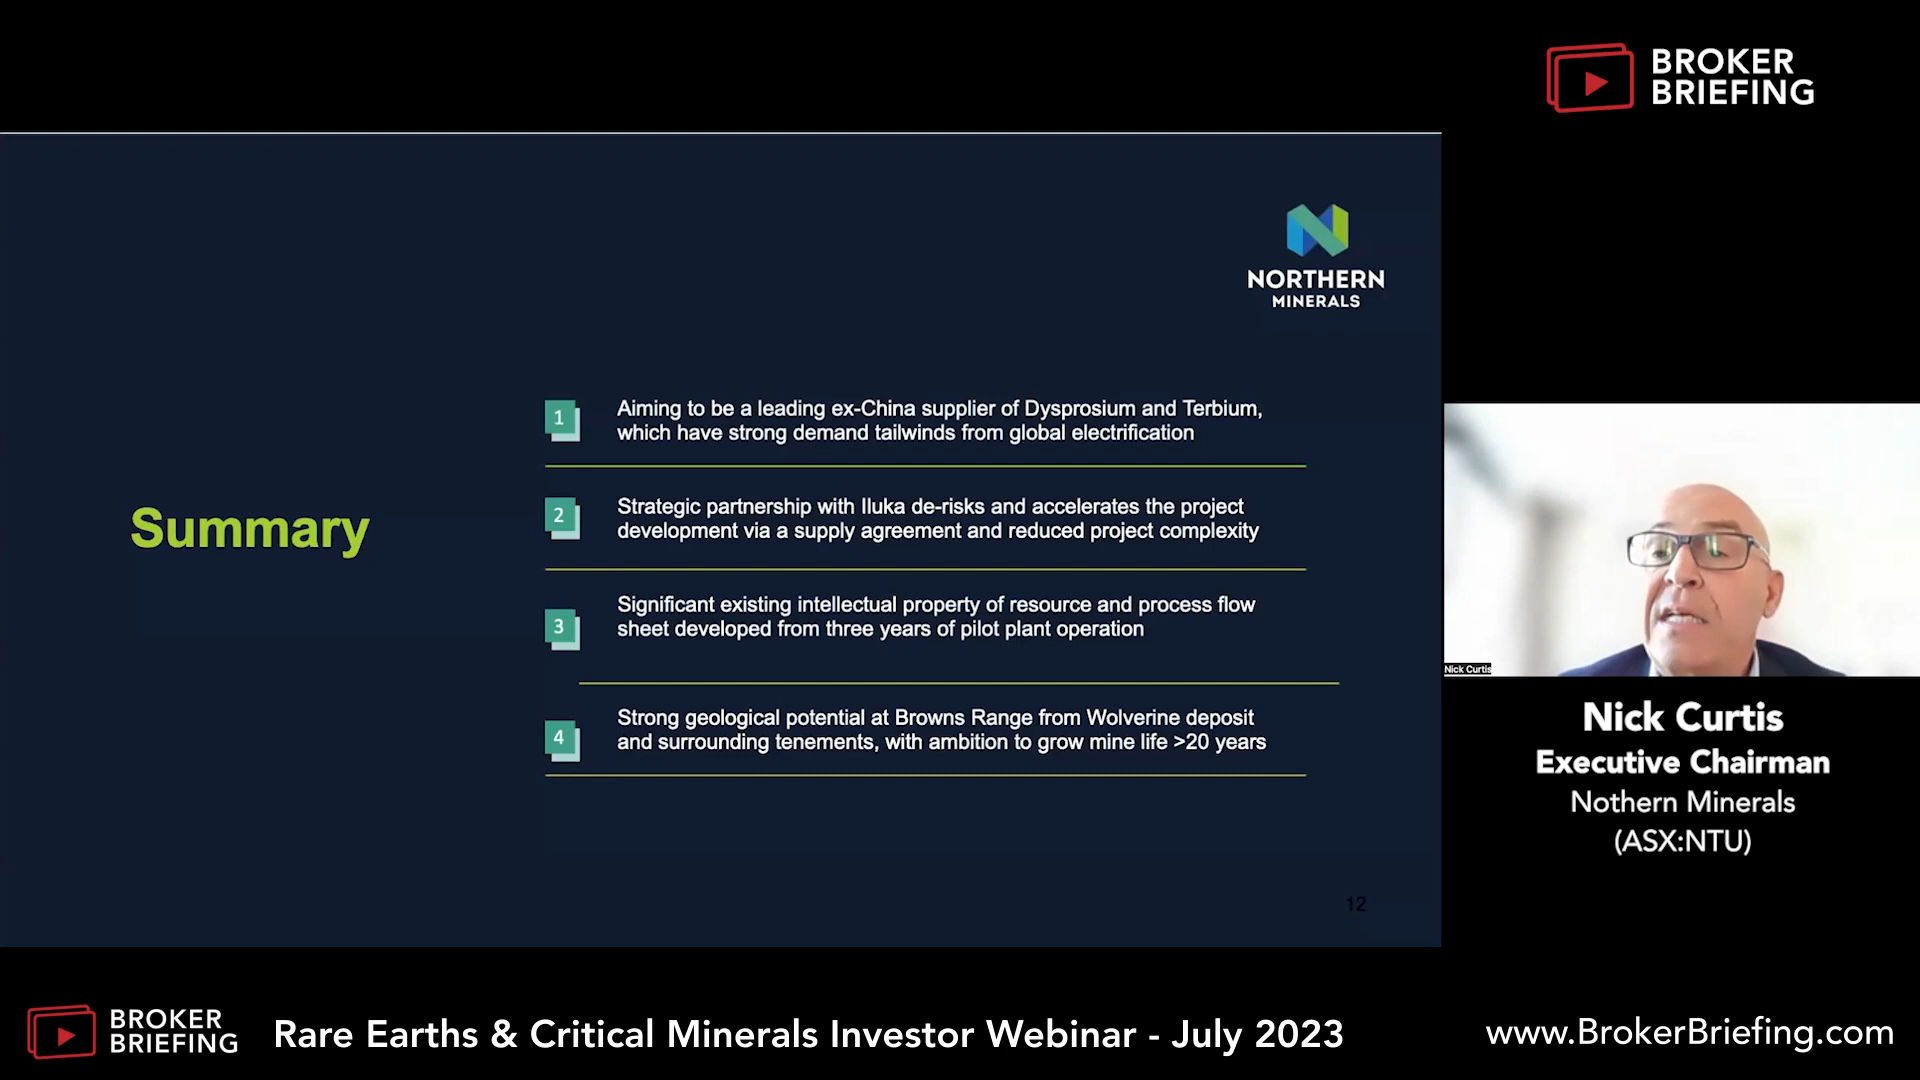 BROKER
BRIEFING
NORTHERN
MINERALS
Summary
1
Aiming to be a leading ex-China supplier of Dysprosium and Terbium,
which have strong demand tailwinds from global electrification
2
Strategic partnership with Iluka de-risks and accelerates the project
development via a supply agreement and reduced project complexity
3
Significant existing intellectual property of resource and process flow
sheet developed from three years of pilot plant operation
4
Strong geological potential at Browns Range from Wolverine deposit
and surrounding tenements, with ambition to grow mine life >20 years
12
Nick Curtis
Nick Curtis
Executive Chairman
Nothern Minerals
(ASX:NTU)
BROKER
BRIEFING
Rare Earths & Critical Minerals Investor Webinar - July 2023
www.BrokerBriefing.com